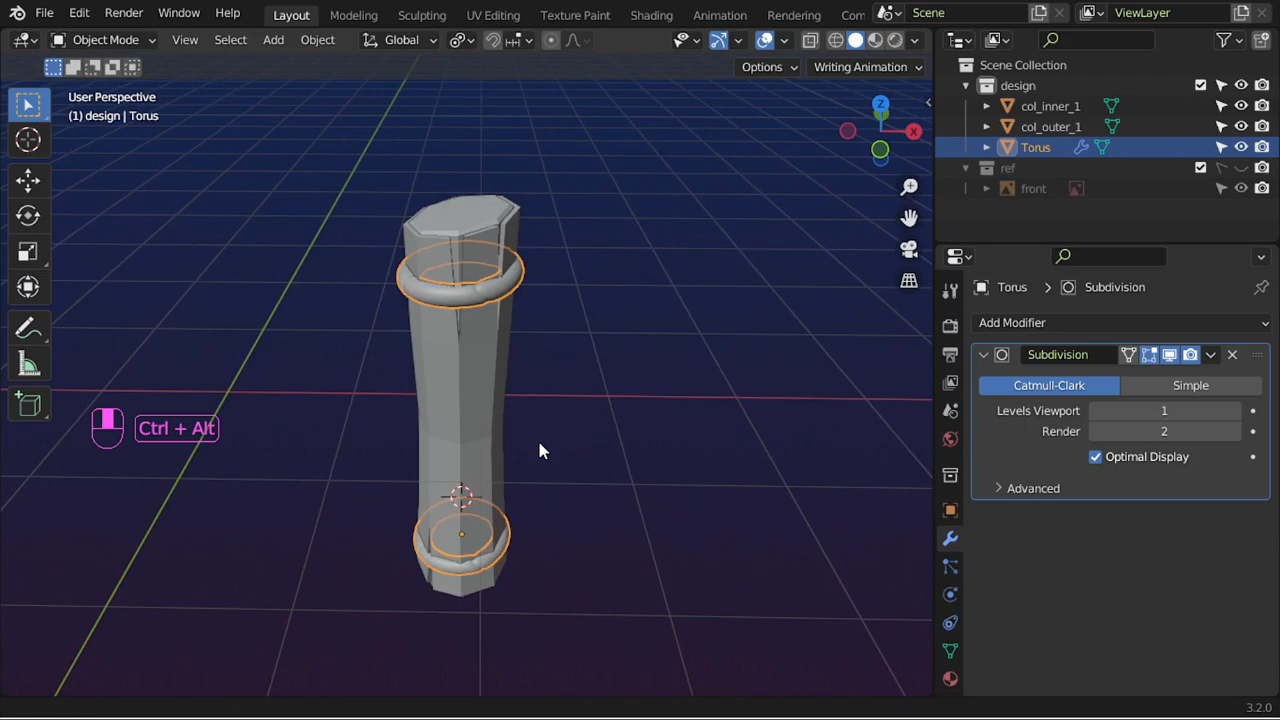 File Edit Render Window Help Layout Modeling Sculpting UV Editing Texture Paint Shading Animation Rendering Com Scene ViewLayer
Object Mode View Select Add Object Global
Options Writing Animation
User Perspective
(1) design | Torus
Z
X
Ctrl + Alt
Scene Collection
design
col_inner_1
col_outer_1
Torus
ref
front
Torus > Subdivision
Add Modifier
Subdivision
Catmull-Clark Simple
Levels Viewport 1
Render 2
Optimal Display
Advanced
3.2.0